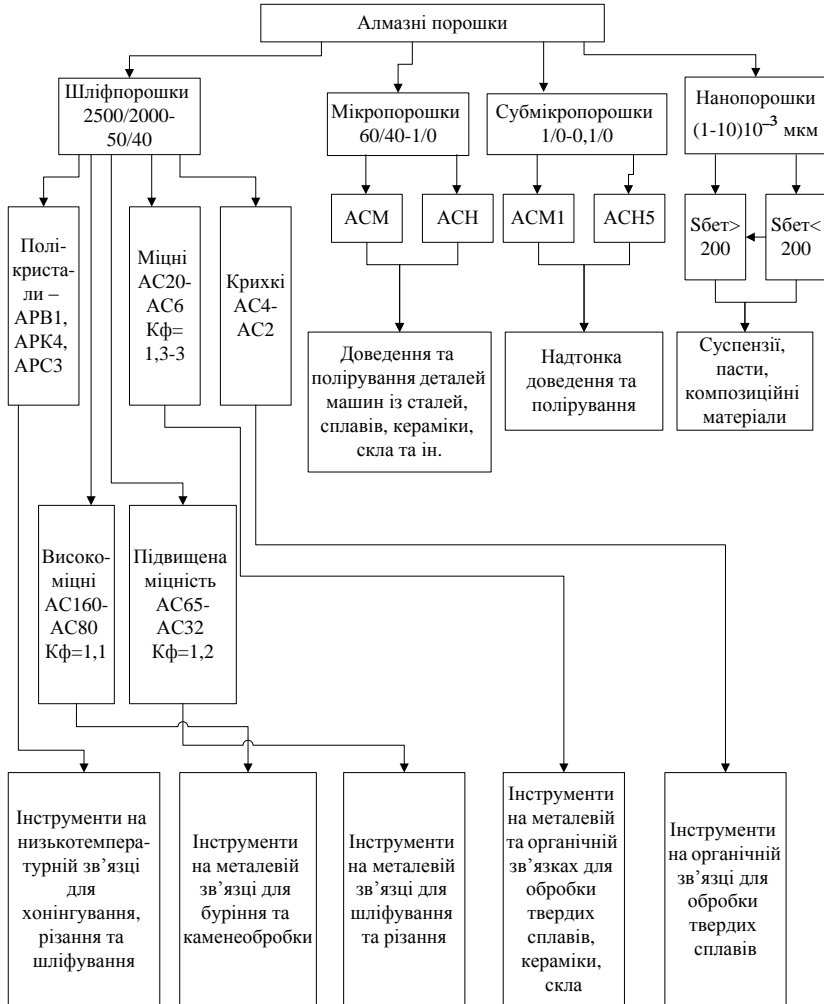 Алмазні порошки
Шліфпорошки
2500/2000-
50/40
Мікропорошки
60/40-1/0
Субмікропорошки
1/0-0,1/0
Нанопорошки
(1-10)10⁻³ мкм
Полі-
криста-
ли –
АРВ1,
АРК4,
АРС3
Міцні
АС20-
АС6
Кф=
1,3-3
Крихкі
АС4-
АС2
АСМ
АСН
АСМ1
АСН5
Sбет>
200
Sбет<
200
Доведення та
полірування деталей
машин із сталей,
сплавів, кераміки,
скла та ін.
Надтонка
доведення та
полірування
Суспензії,
пасти,
композиційні
матеріали
Високо-
міцні
АС160-
АС80
Кф=1,1
Підвищена
міцність
АС65-
АС32
Кф=1,2
Інструменти на
низькотемпера-
турній зв’язці
для
хонінгування,
різання та
шліфування
Інструменти
на металевій
зв’язці для
буріння та
каменеобробки
Інструменти
на металевій
зв’язці для
шліфування
та різання
Інструменти
на металевій
та органічній
зв’язках для
обробки
твердих
сплавів,
кераміки,
скла
Інструменти
на органічній
зв’язці для
обробки
твердих
сплавів